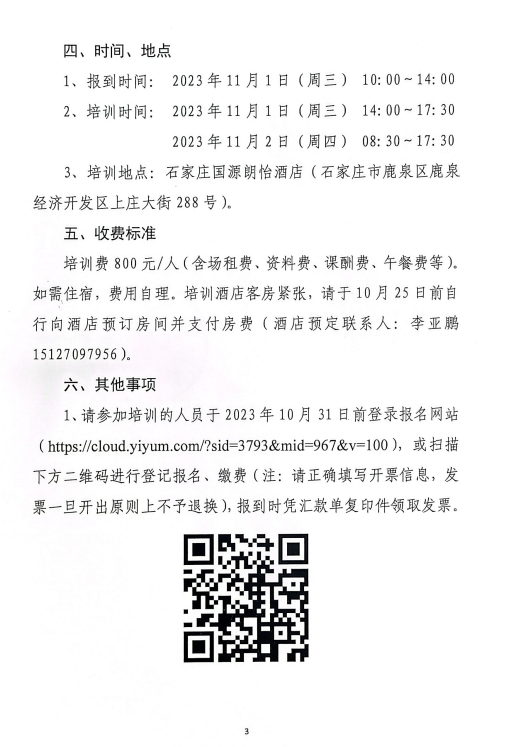 四、时间、地点
1、报到时间： 2023年11月1日（周三） 10:00~14:00
2、培训时间： 2023年11月1日（周三） 14:00~17:30
2023年11月2日（周四） 08:30~17:30
3、培训地点：石家庄国源朗怡酒店（石家庄市鹿泉区鹿泉
经济开发区上庄大街288号）。
五、收费标准
培训费800元/人（含场租费、资料费、课酬费、午餐费等）。
如需住宿，费用自理。培训酒店客房紧张，请于10月25日前自
行向酒店预订房间并支付房费（酒店预定联系人：李亚鹏
15127097956）。
六、其他事项
1、请参加培训的人员于2023年10月31日前登录报名网站
（https://cloud.yiyum.com/?sid=3793&mid=967&v=100），或扫描
下方二维码进行登记报名、缴费（注：请正确填写开票信息，发
票一旦开出原则上不予退换），报到时凭汇款单复印件领取发票。
3